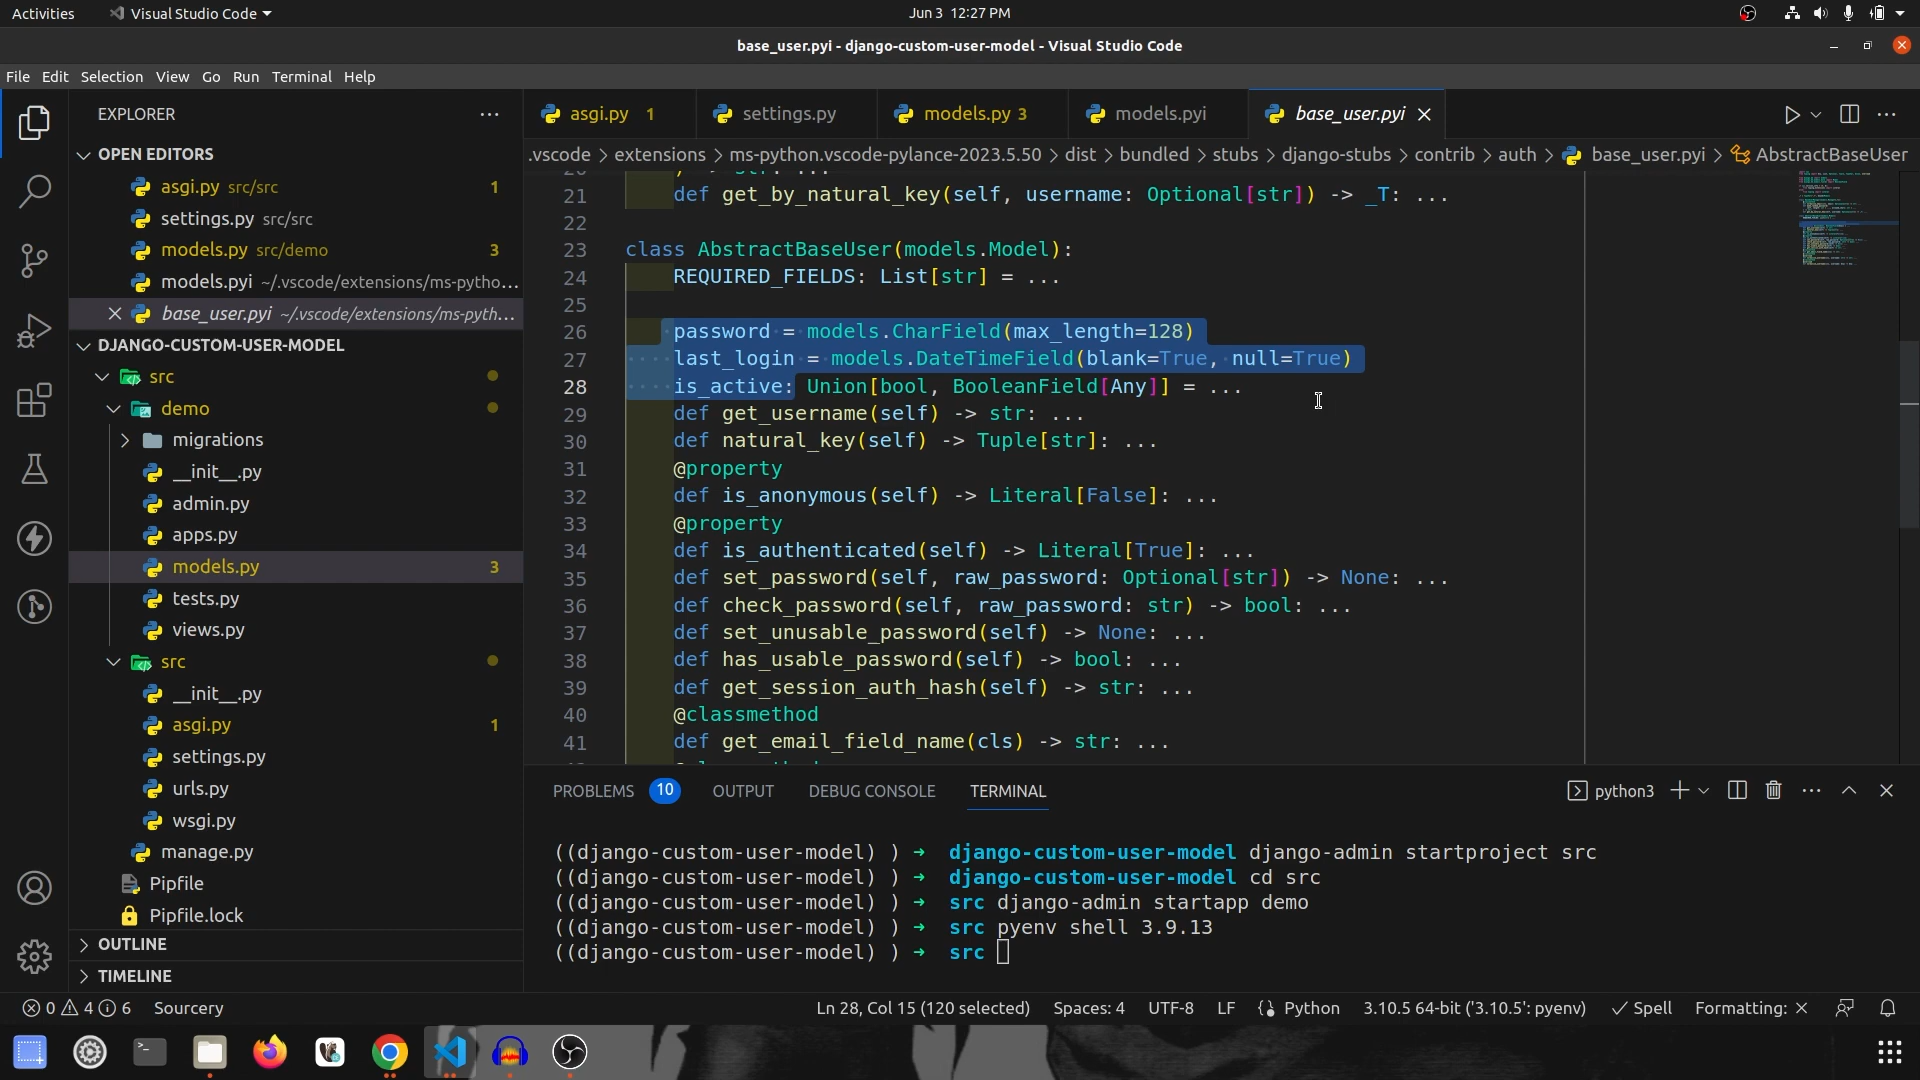 Activities
Visual Studio Code
Jun 3 12:27 PM
base_user.pyi - django-custom-user-model - Visual Studio Code
File Edit Selection View Go Run Terminal Help
EXPLORER
OPEN EDITORS
asgi.py src/src 1
settings.py src/src
models.py src/demo 3
models.pyi ~/.vscode/extensions/ms-pytho...
base_user.pyi ~/.vscode/extensions/ms-pyth...
DJANGO-CUSTOM-USER-MODEL
src
demo
migrations
__init__.py
admin.py
apps.py
models.py 3
tests.py
views.py
src
__init__.py
asgi.py 1
settings.py
urls.py
wsgi.py
manage.py
Pipfile
Pipfile.lock
OUTLINE
TIMELINE
asgi.py 1
settings.py
models.py 3
models.pyi
base_user.pyi
.vscode > extensions > ms-python.vscode-pylance-2023.5.50 > dist > bundled > stubs > django-stubs > contrib > auth > base_user.pyi > AbstractBaseUser
21 def get_by_natural_key(self, username: Optional[str]) -> _T: ...
22
23 class AbstractBaseUser(models.Model):
24 REQUIRED_FIELDS: List[str] = ...
25
26 password = models.CharField(max_length=128)
27 last_login = models.DateTimeField(blank=True, null=True)
28 is_active: Union[bool, BooleanField[Any]] = ...
29 def get_username(self) -> str: ...
30 def natural_key(self) -> Tuple[str]: ...
31 @property
32 def is_anonymous(self) -> Literal[False]: ...
33 @property
34 def is_authenticated(self) -> Literal[True]: ...
35 def set_password(self, raw_password: Optional[str]) -> None: ...
36 def check_password(self, raw_password: str) -> bool: ...
37 def set_unusable_password(self) -> None: ...
38 def has_usable_password(self) -> bool: ...
39 def get_session_auth_hash(self) -> str: ...
40 @classmethod
41 def get_email_field_name(cls) -> str: ...
PROBLEMS 10 OUTPUT DEBUG CONSOLE TERMINAL
python3
((django-custom-user-model) ) → django-custom-user-model django-admin startproject src
((django-custom-user-model) ) → django-custom-user-model cd src
((django-custom-user-model) ) → src django-admin startapp demo
((django-custom-user-model) ) → src pyenv shell 3.9.13
((django-custom-user-model) ) → src
0 4 6 Sourcery
Ln 28, Col 15 (120 selected) Spaces: 4 UTF-8 LF Python 3.10.5 64-bit ('3.10.5': pyenv) Spell Formatting: ×